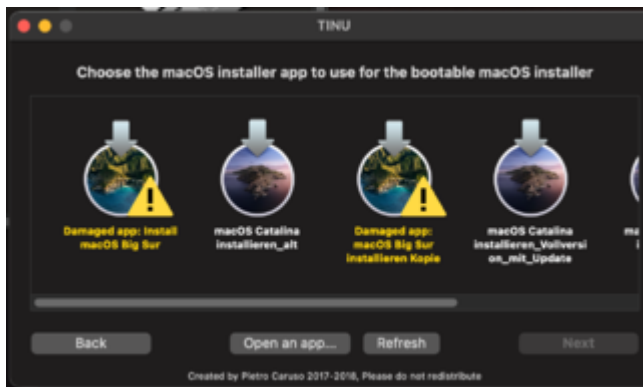 TINU
Choose the macOS installer app to use for the bootable macOS installer
Damaged app: Install
macOS Big Sur
macOS Catalina
installieren_alt
Damaged app:
macOS Big Sur
installieren Kopie
macOS Catalina
installieren_Vollversi
on_mit_Update
Back
Open an app...
Refresh
Next
Created by Pietro Caruso 2017-2018, Please do not redistribute